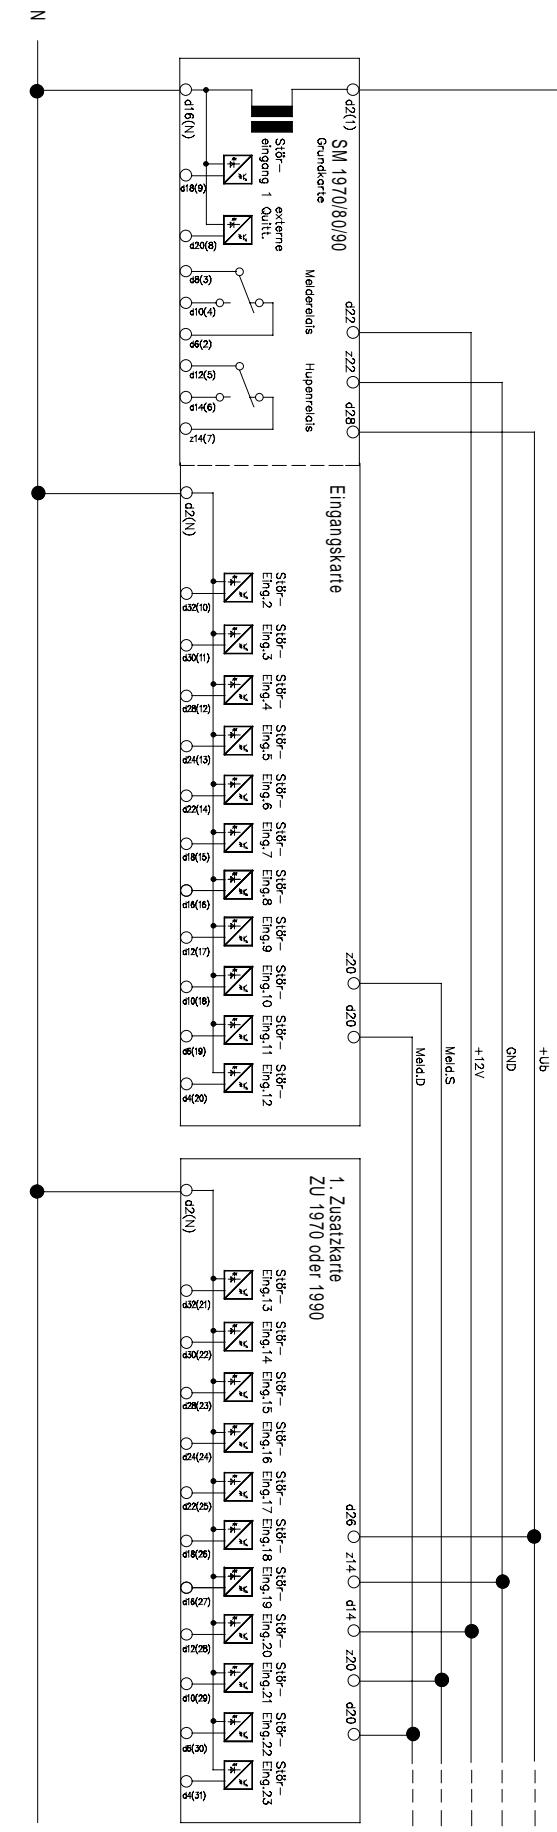 N
d16(N)
d2(1)
SM 1970/80/90
Grundkarte
Stör-
eingang 1
d18(9)
externe
Quitt.
d20(8)
d8(3)
d10(4)
d6(2)
Melderelais
d22
d12(5)
d14(6)
z14(7)
Hupenrelais
z22
d28
Eingangskarte
d2(N)
Stör-
Eing.2
d32(10)
Stör-
Eing.3
d30(11)
Stör-
Eing.4
d28(12)
Stör-
Eing.5
d24(13)
Stör-
Eing.6
d22(14)
Stör-
Eing.7
d18(15)
Stör-
Eing.8
d16(16)
Stör-
Eing.9
d12(17)
Stör-
Eing.10
d10(18)
Stör-
Eing.11
d6(19)
Stör-
Eing.12
d4(20)
z20
d20
+Ub
GND
+12V
Meld.S
Meld.D
1. Zusatzkarte
ZU 1970 oder 1990
d2(N)
Stör-
Eing.13
d32(21)
Stör-
Eing.14
d30(22)
Stör-
Eing.15
d28(23)
Stör-
Eing.16
d24(24)
Stör-
Eing.17
d22(25)
Stör-
Eing.18
d18(26)
Stör-
Eing.19
d16(27)
Stör-
Eing.20
d12(28)
Stör-
Eing.21
d10(29)
Stör-
Eing.22
d6(30)
Stör-
Eing.23
d4(31)
d26
z14
d14
z20
d20